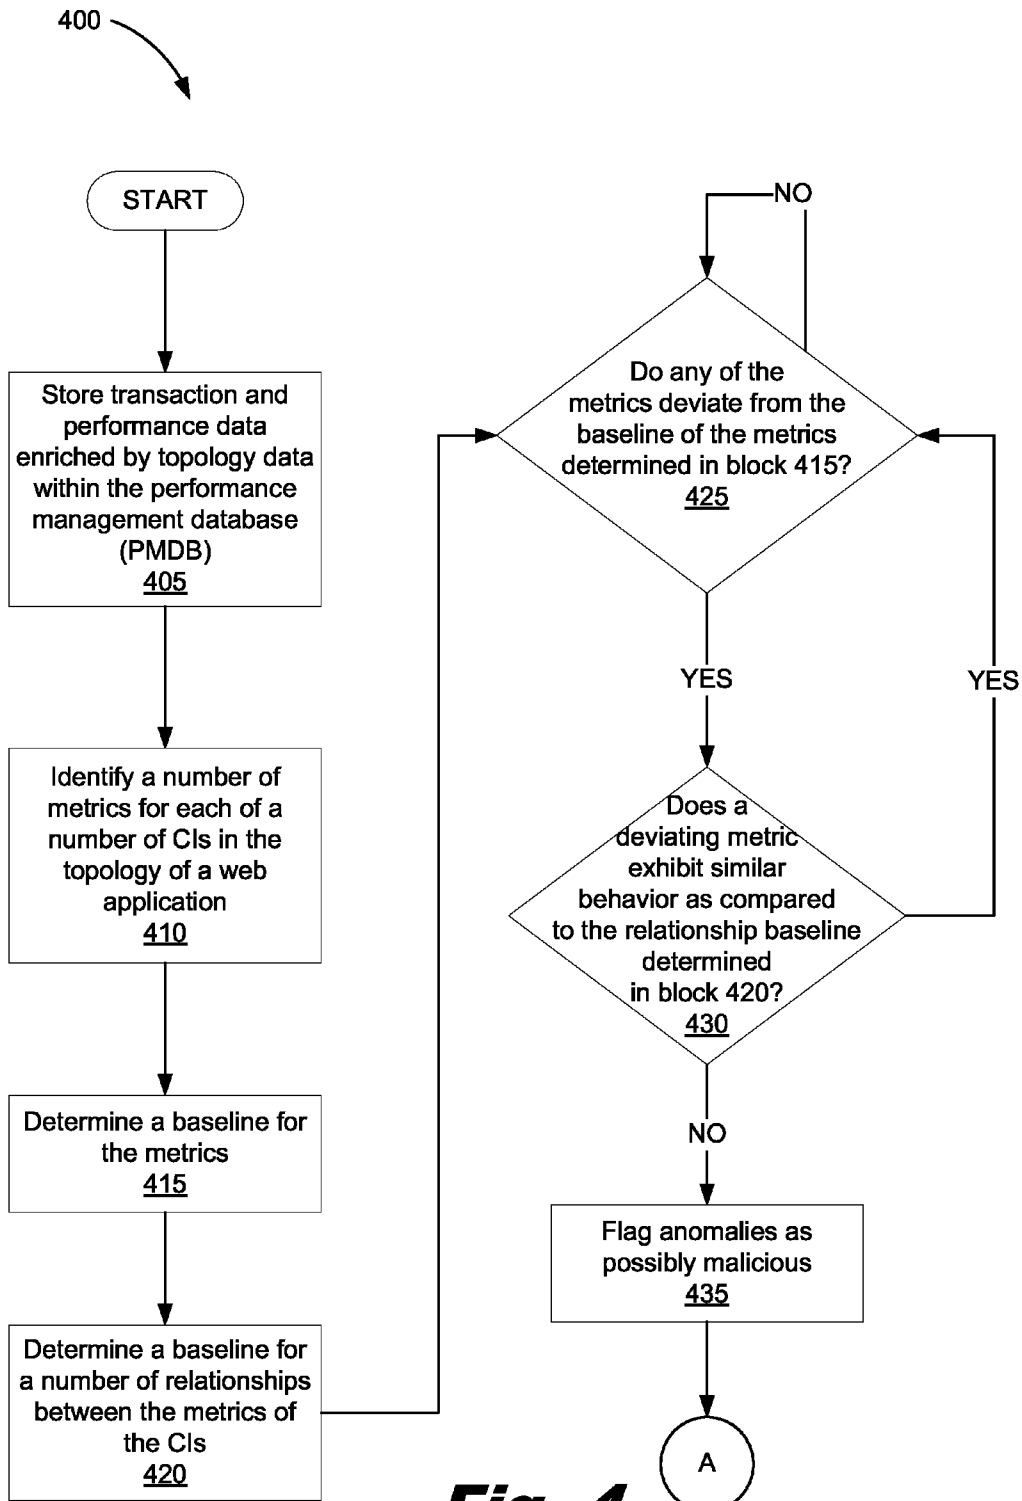 400
START
Store transaction and
performance data
enriched by topology data
within the performance
management database
(PMDB)
405
Identify a number of
metrics for each of a
number of CIs in the
topology of a web
application
410
Determine a baseline for
the metrics
415
Determine a baseline for
a number of relationships
between the metrics of
the CIs
420
NO
Do any of the
metrics deviate from the
baseline of the metrics
determined in block 415?
425
YES
YES
Does a
deviating metric
exhibit similar
behavior as compared
to the relationship baseline
determined
in block 420?
430
NO
Flag anomalies as
possibly malicious
435
A
Fig. 4